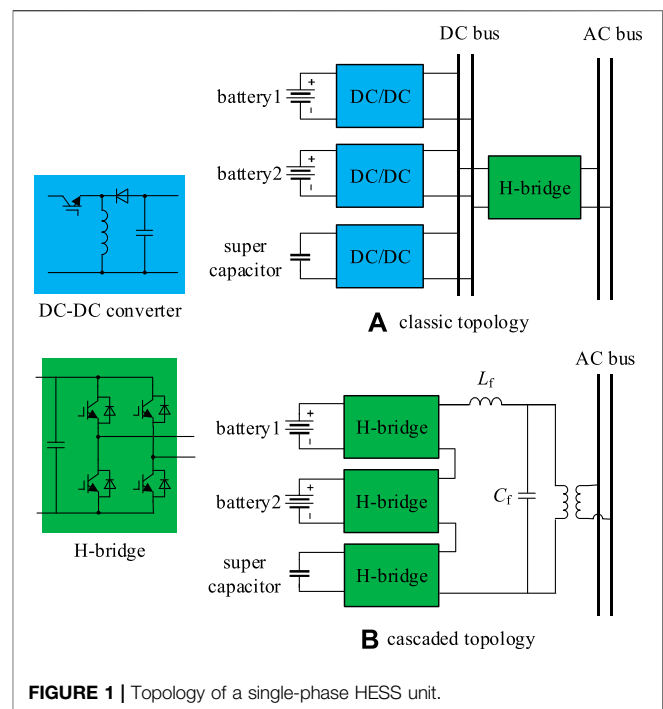 DC bus
AC bus
battery1
+
-
DC/DC
battery2
+
-
DC/DC
H-bridge
super
capacitor
DC/DC
DC-DC converter
A classic topology
AC bus
Lf
battery1
+
-
H-bridge
battery2
+
-
H-bridge
Cf
H-bridge
super
capacitor
H-bridge
B cascaded topology
FIGURE 1 | Topology of a single-phase HESS unit.